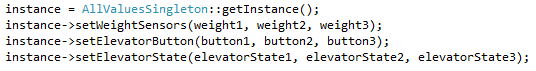 instance = AllValuesSingleton::getInstance();
instance->setWeightSensors(weight1, weight2, weight3);
instance->setElevatorButton(button1, button2, button3);
instance->setElevatorState(elevatorState1, elevatorState2, elevatorState3);